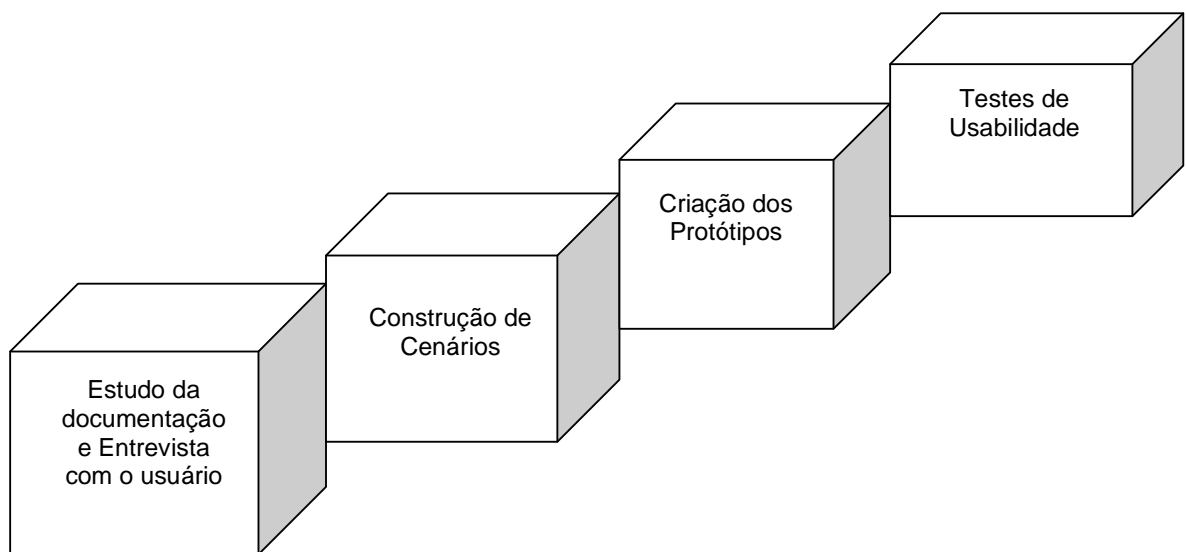 Estudo da
documentação
e Entrevista
com o usuário
Construção de
Cenários
Criação dos
Protótipos
Testes de
Usabilidade